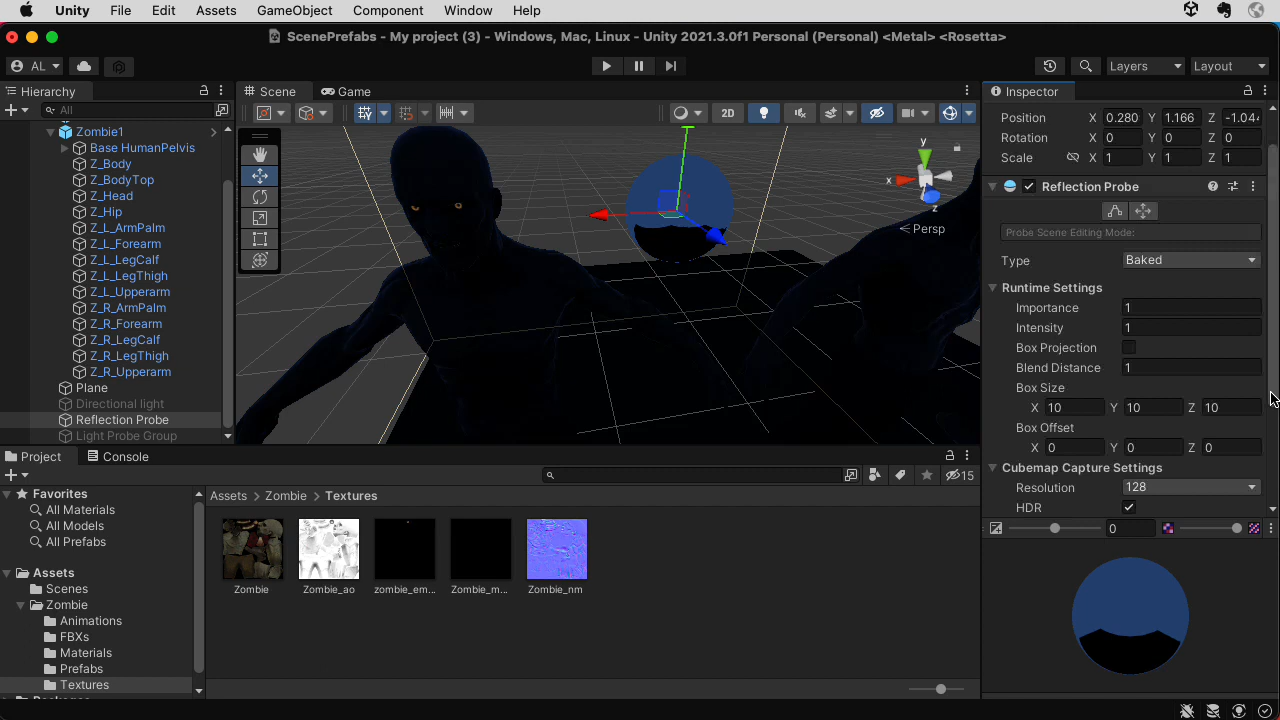 Unity File Edit Assets GameObject Component Window Help
ScenePrefabs - My project (3) - Windows, Mac, Linux - Unity 2021.3.0f1 Personal (Personal) <Metal> <Rosetta>
AL Layers Layout
Hierarchy
All
Zombie1
Base HumanPelvis
Z_Body
Z_BodyTop
Z_Head
Z_Hip
Z_L_ArmPalm
Z_L_Forearm
Z_L_LegCalf
Z_L_LegThigh
Z_L_Upperarm
Z_R_ArmPalm
Z_R_Forearm
Z_R_LegCalf
Z_R_LegThigh
Z_R_Upperarm
Plane
Directional light
Reflection Probe
Light Probe Group
Scene Game
2D
y
x
z
Persp
Inspector
Position X 0.280 Y 1.166 Z -1.044
Rotation X 0 Y 0 Z 0
Scale X 1 Y 1 Z 1
Reflection Probe
Probe Scene Editing Mode:
Type Baked
Runtime Settings
Importance 1
Intensity 1
Box Projection
Blend Distance 1
Box Size
X 10 Y 10 Z 10
Box Offset
X 0 Y 0 Z 0
Cubemap Capture Settings
Resolution 128
HDR
0
Project Console
15
Favorites
All Materials
All Models
All Prefabs
Assets
Scenes
Zombie
Animations
FBXs
Materials
Prefabs
Textures
Assets > Zombie > Textures
Zombie Zombie_ao zombie_em... Zombie_m... Zombie_nm